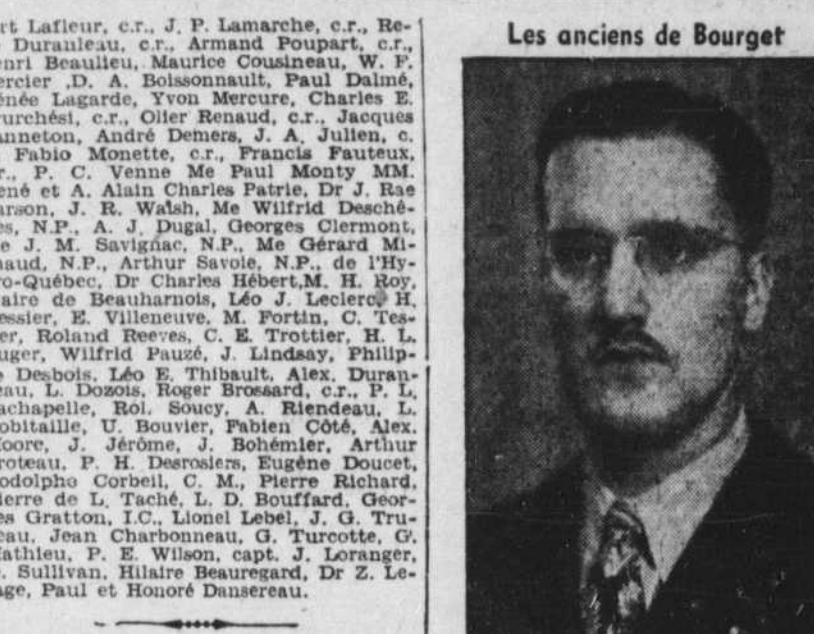 rt Lafleur, c.r., J. P. Lamarche, c.r., Re-
Duranleau, c.r., Armand Poupart, c.r.,
enri Beaulieu, Maurice Cousineau, W. F.
ercier ,D. A. Boissonnault, Paul Dalmé,
énée Lagarde, Yvon Mercure, Charles E.
urchési, c.r., Olier Renaud, c.r., Jacques
anneton, André Demers, J. A. Julien, c.
Fabio Monette, c.r., Francis Fauteux,
r., P. C. Venne Me Paul Monty MM.
ené et A. Alain Charles Patrie, Dr J. Rae
arson, J. R. Walsh, Me Wilfrid Deschê-
es, N.P., A. J. Dugal, Georges Clermont,
e J. M. Savignac, N.P., Me Gérard Mi-
haud, N.P., Arthur Savoie, N.P., de l'Hy-
ro-Québec, Dr Charles Hébert,M. H. Roy,
aire de Beauharnois, Léo J. Leclerc, H.
essier, E. Villeneuve, M. Fortin, C. Tes-
er, Roland Reeves, C. E. Trottier, H. L.
uger, Wilfrid Pauzé, J. Lindsay, Philip-
e Desbois, Léo E. Thibault, Alex. Duran-
eau, L. Dozois, Roger Brossard, c.r., P. L.
achapelle, Rol. Soucy, A. Riendeau, L.
obitaille, U. Bouvier, Fabien Côté, Alex.
oore, J. Jérôme, J. Bohémier, Arthur
roteau, P. H. Desrosiers, Eugène Doucet,
odolphe Corbeil, C. M., Pierre Richard,
ierre de L. Taché, L. D. Bouffard, Geor-
es Gratton, I.C., Lionel Lebel, J. G. Tru-
eau, Jean Charbonneau, G. Turcotte, G.
athieu, P. E. Wilson, capt. J. Loranger,
. Sullivan, Hilaire Beauregard, Dr Z. Le-
age, Paul et Honoré Dansereau.
Les anciens de Bourget